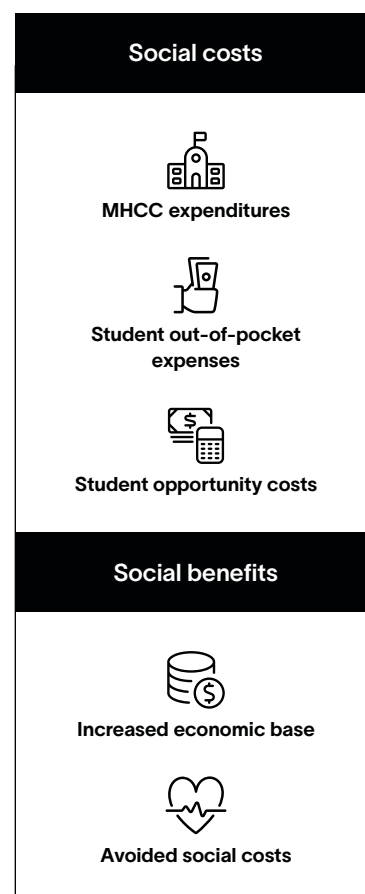 Social costs
MHCC expenditures
Student out-of-pocket
expenses
Student opportunity costs
Social benefits
Increased economic base
Avoided social costs